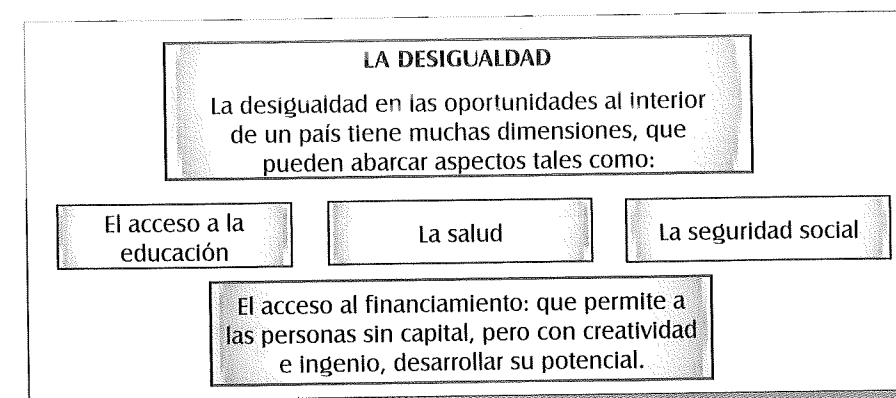 LA DESIGUALDAD
La desigualdad en las oportunidades al interior
de un país tiene muchas dimensiones, que
pueden abarcar aspectos tales como:
El acceso a la
educación
La salud
La seguridad social
El acceso al financiamiento: que permite a
las personas sin capital, pero con creatividad
e ingenio, desarrollar su potencial.